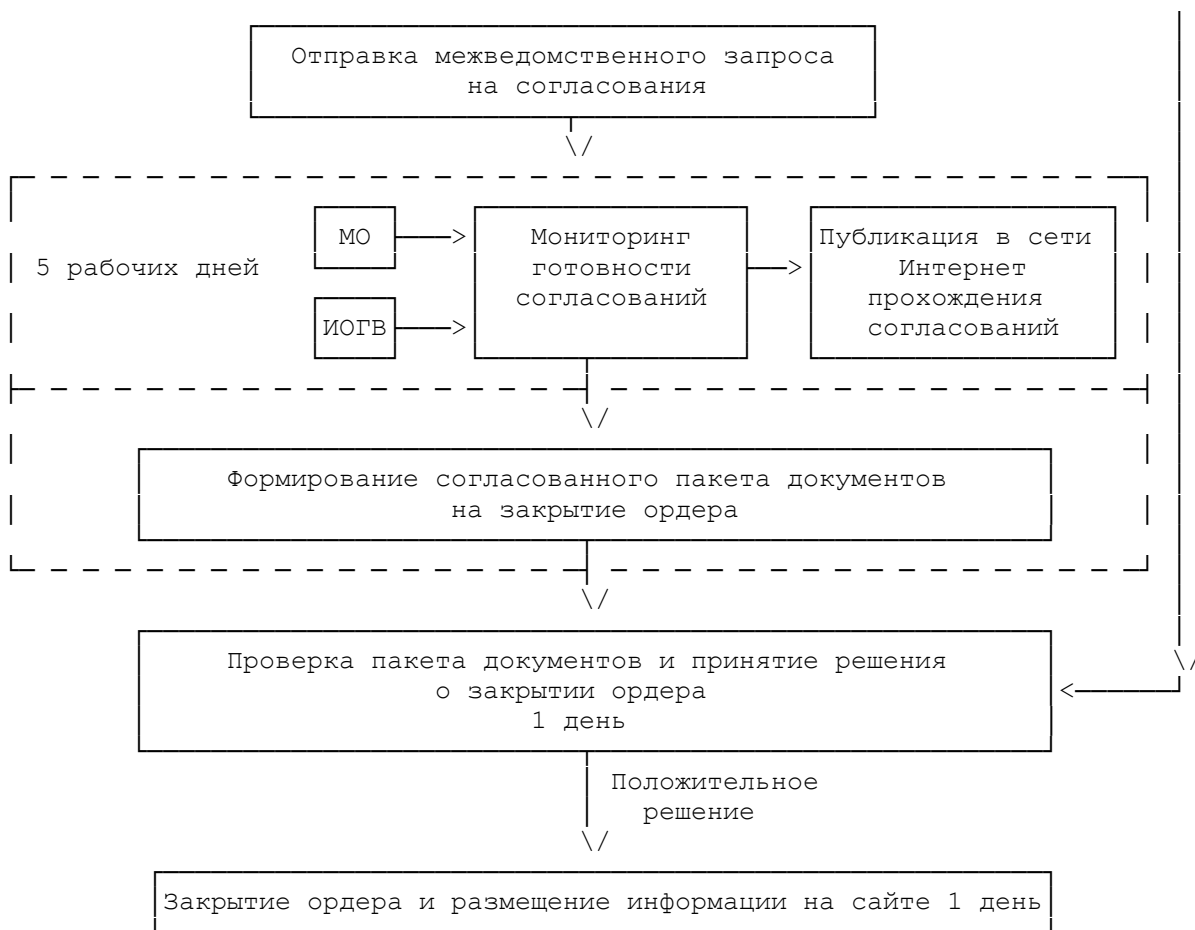 Отправка межведомственного запроса
на согласования
МО
Мониторинг
готовности
согласований
Публикация в сети
Интернет
прохождения
согласований
5 рабочих дней
ИОГВ
Формирование согласованного пакета документов
на закрытие ордера
Проверка пакета документов и принятие решения
о закрытии ордера
1 день
Положительное
решение
Закрытие ордера и размещение информации на сайте 1 день